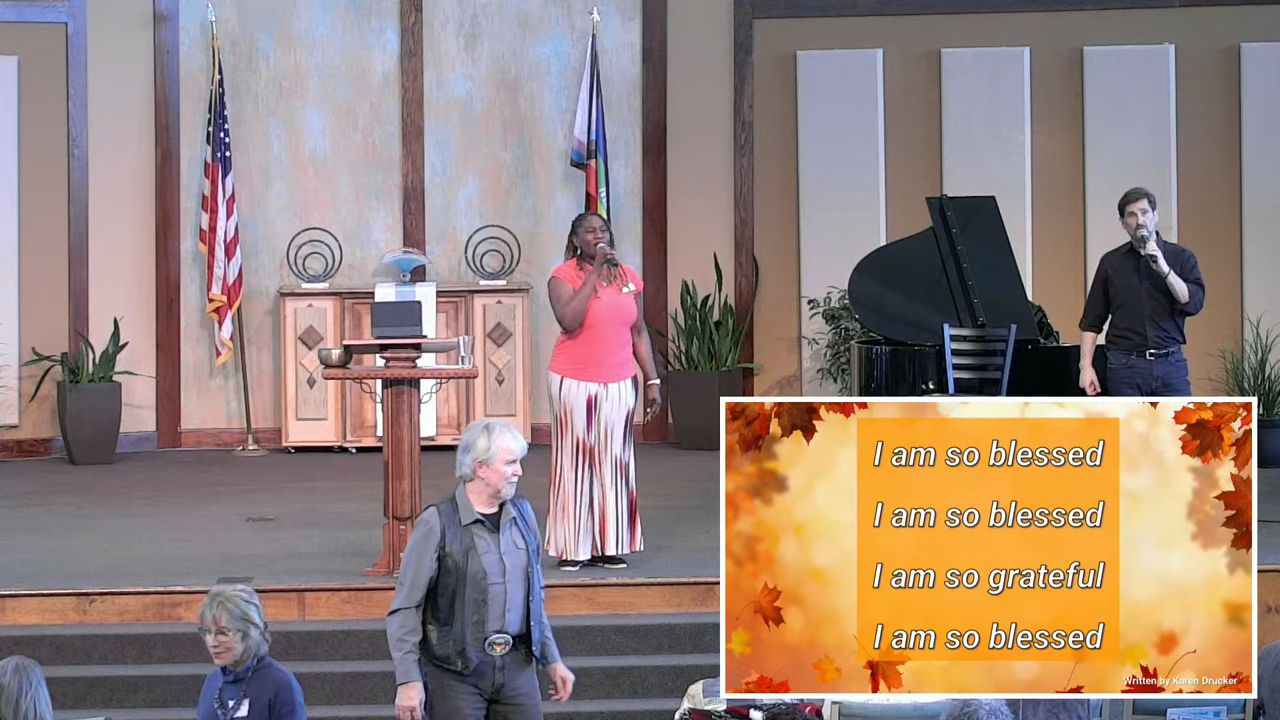 I am so blessed
I am so blessed
I am so grateful
I am so blessed
Written by Karen Drucker